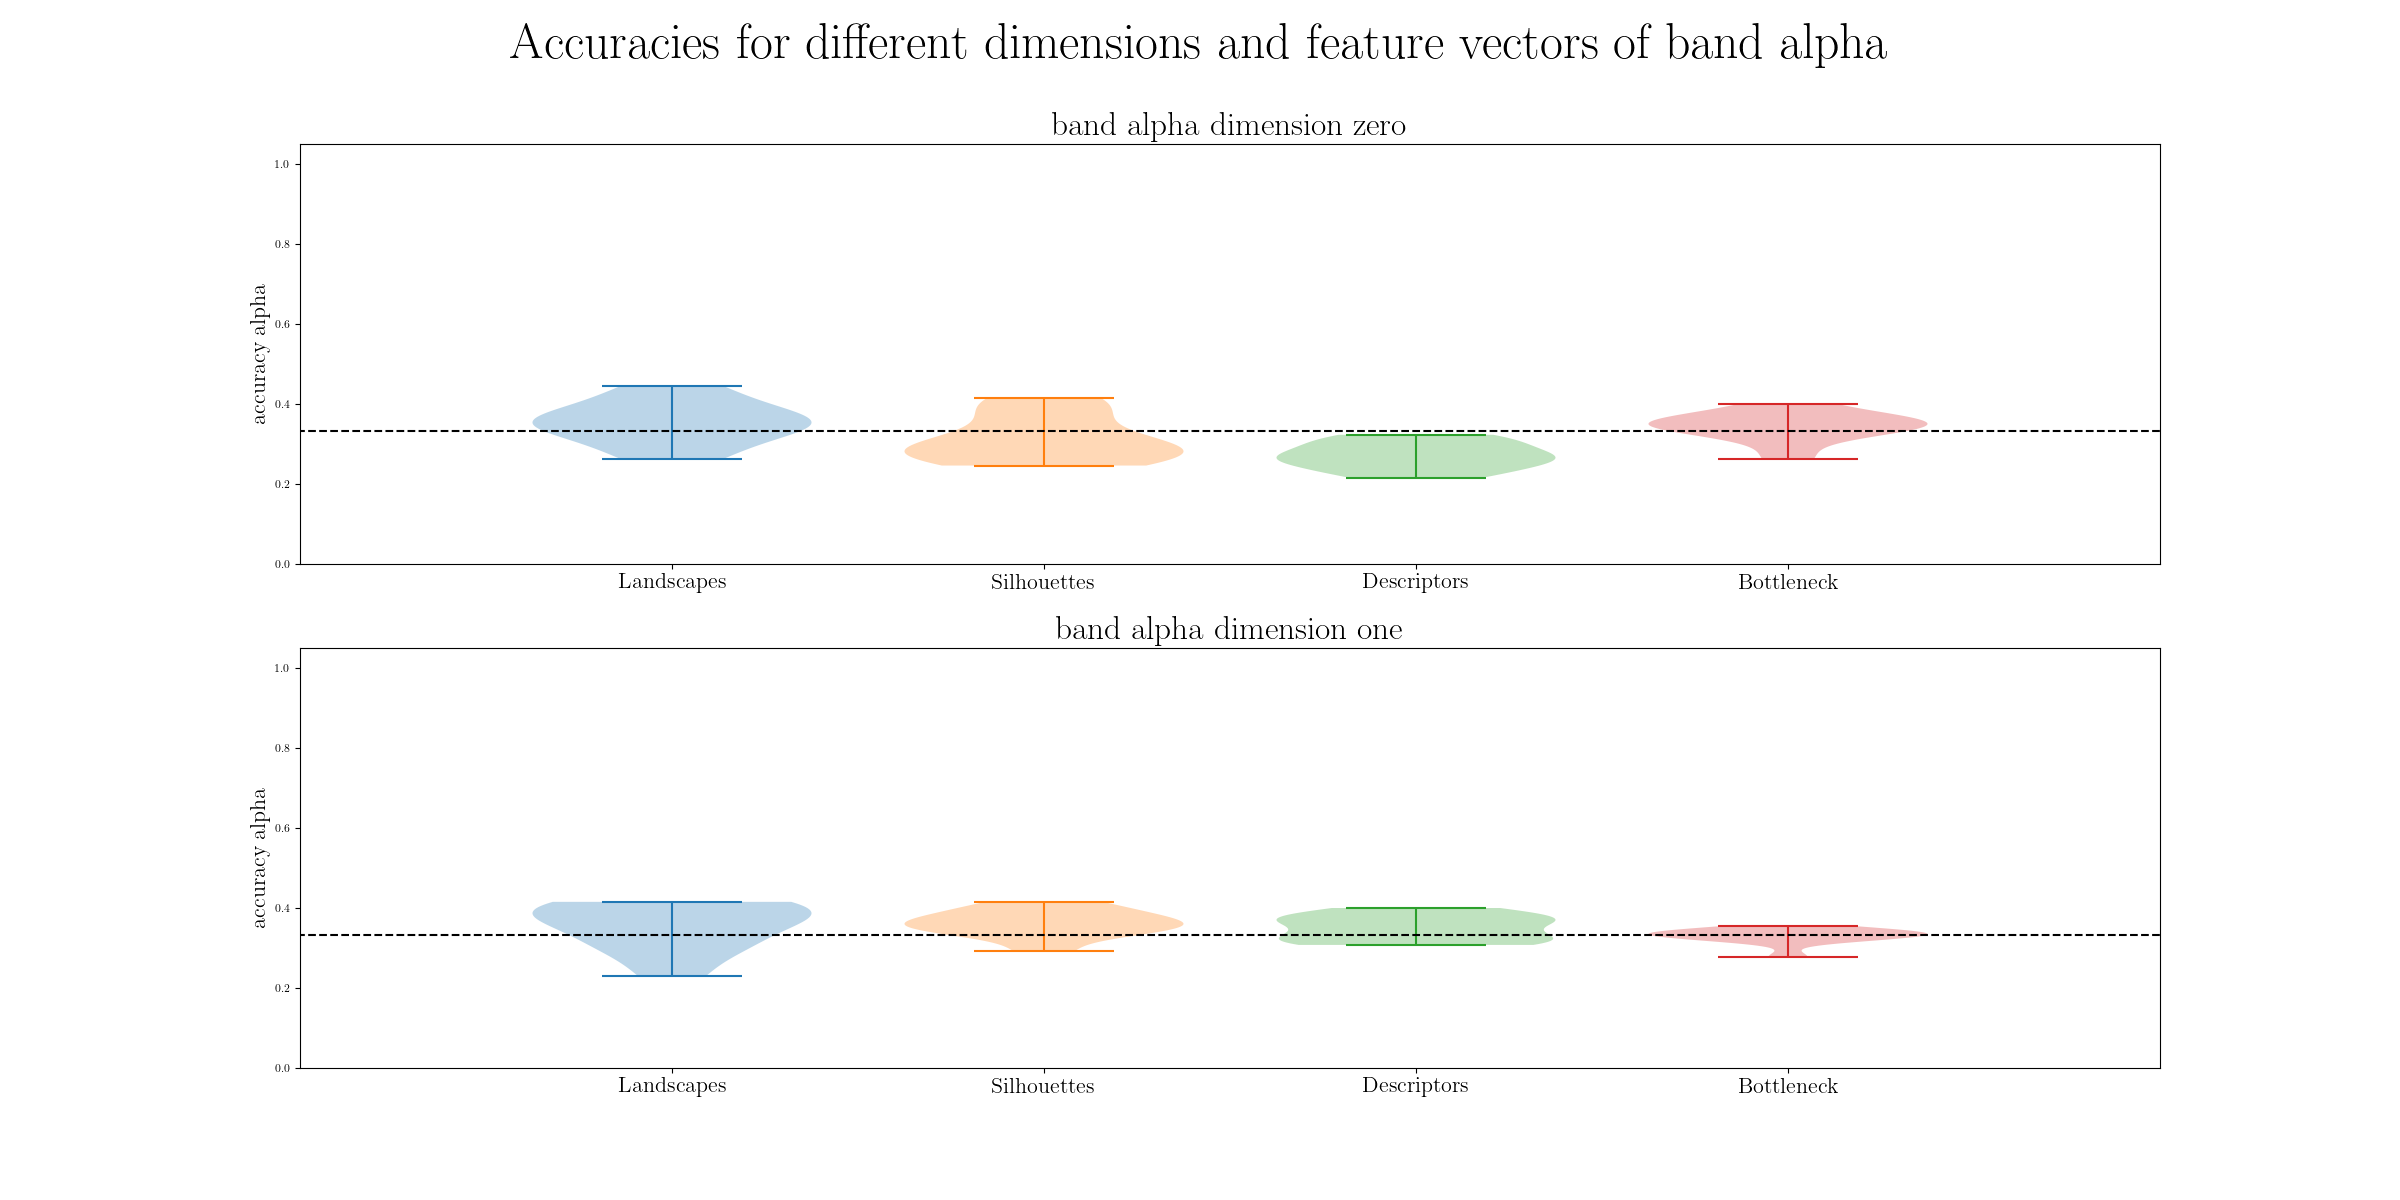 Accuracies for different dimensions and feature vectors of band alpha
band alpha dimension zero
1.0
0.8
0.6
0.4
0.2
0.0
accuracy alpha
Landscapes Silhouettes Descriptors Bottleneck
band alpha dimension one
1.0
0.8
0.6
0.4
0.2
0.0
accuracy alpha
Landscapes Silhouettes Descriptors Bottleneck